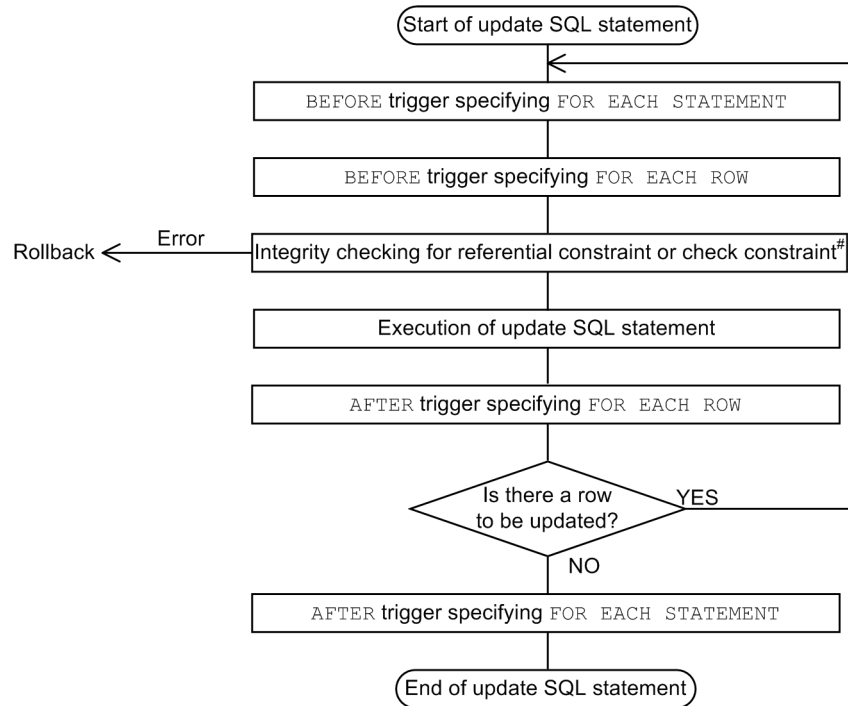 Start of update SQL statement
BEFORE trigger specifying FOR EACH STATEMENT
BEFORE trigger specifying FOR EACH ROW
Rollback
Error
Integrity checking for referential constraint or check constraint#
Execution of update SQL statement
AFTER trigger specifying FOR EACH ROW
Is there a row
to be updated?
YES
NO
AFTER trigger specifying FOR EACH STATEMENT
End of update SQL statement